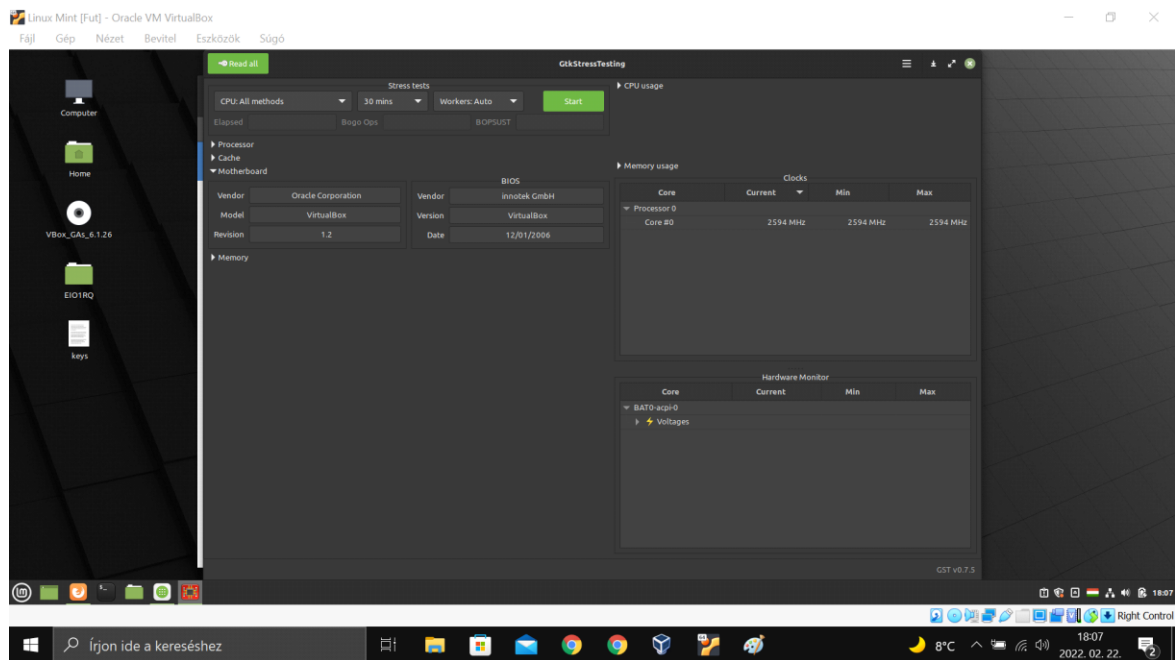 Linux Mint [Fut] - Oracle VM VirtualBox
Fájl Gép Nézet Bevitel Eszközök Súgó
Read all
GtkStressTesting
Computer
Home
VBox_GAs_6.1.26
EIO1RQ
keys
Stress tests
CPU: All methods 30 mins Workers: Auto Start
Elapsed Bogo Ops BOPSUST
Processor
Cache
Motherboard
Vendor Oracle Corporation
Model VirtualBox
Revision 1.2
BIOS
Vendor innotek GmbH
Version VirtualBox
Date 12/01/2006
Memory
CPU usage
Memory usage
Clocks
Core Current Min Max
Processor 0
Core #0 2594 MHz 2594 MHz 2594 MHz
Hardware Monitor
Core Current Min Max
BAT0-acpi-0
Voltages
GST v0.7.5
18:07
Right Control
Írjon ide a kereséshez
8°C
18:07
2022. 02. 22.
2